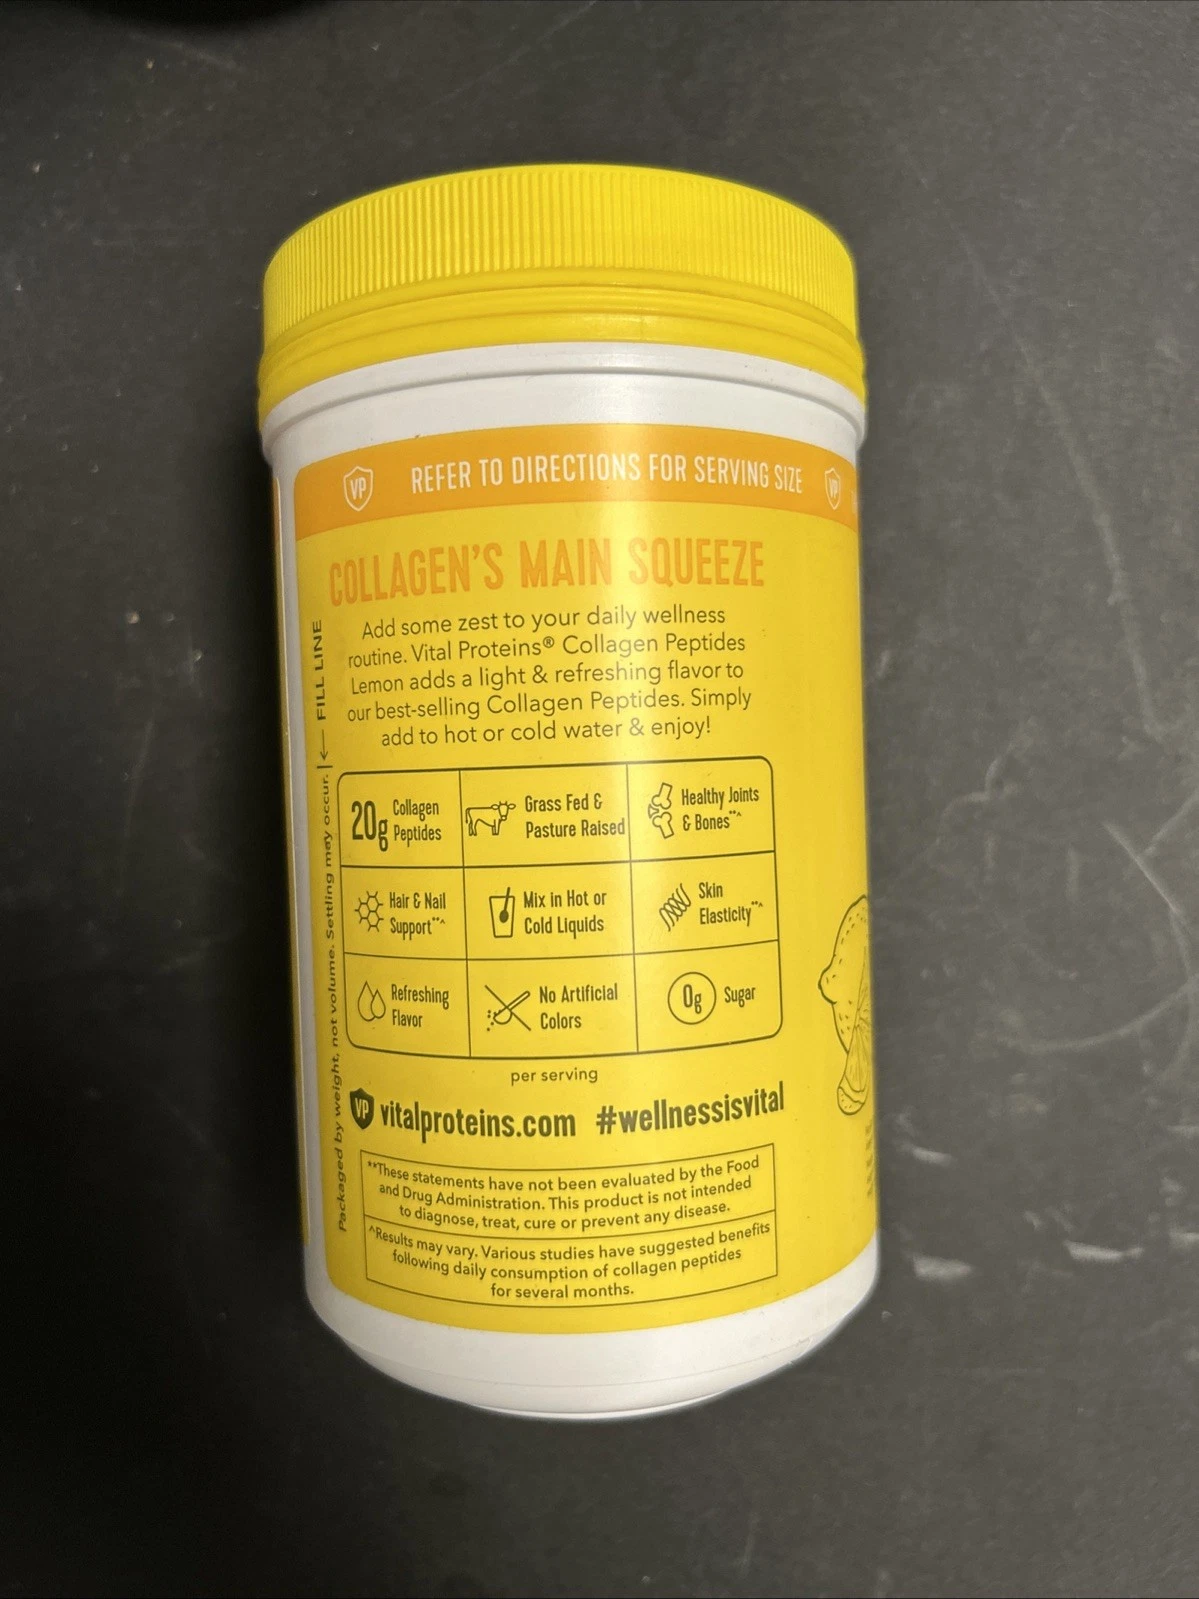 VP REFER TO DIRECTIONS FOR SERVING SIZE VP
COLLAGEN'S MAIN SQUEEZE
Add some zest to your daily wellness
routine. Vital Proteins® Collagen Peptides
Lemon adds a light & refreshing flavor to
our best-selling Collagen Peptides. Simply
add to hot or cold water & enjoy!
20g Collagen
Peptides
Grass Fed &
Pasture Raised
Healthy Joints
& Bones**^
Hair & Nail
Support**^
Mix in Hot or
Cold Liquids
Skin
Elasticity**^
Refreshing
Flavor
No Artificial
Colors
0g Sugar
per serving
VP vitalproteins.com #wellnessisvital
**These statements have not been evaluated by the Food
and Drug Administration. This product is not intended
to diagnose, treat, cure or prevent any disease.
^Results may vary. Various studies have suggested benefits
following daily consumption of collagen peptides
for several months.
Packaged by weight, not volume. Settling may occur. |← FILL LINE